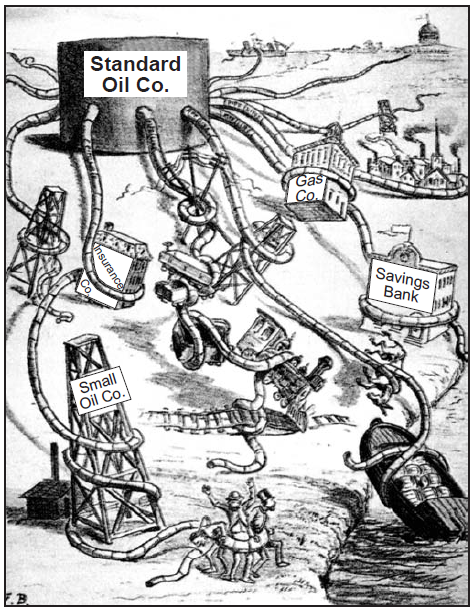 Standard
Oil Co.
Gas
Co.
Insurance
Co.
Savings
Bank
Small
Oil Co.
F. B.